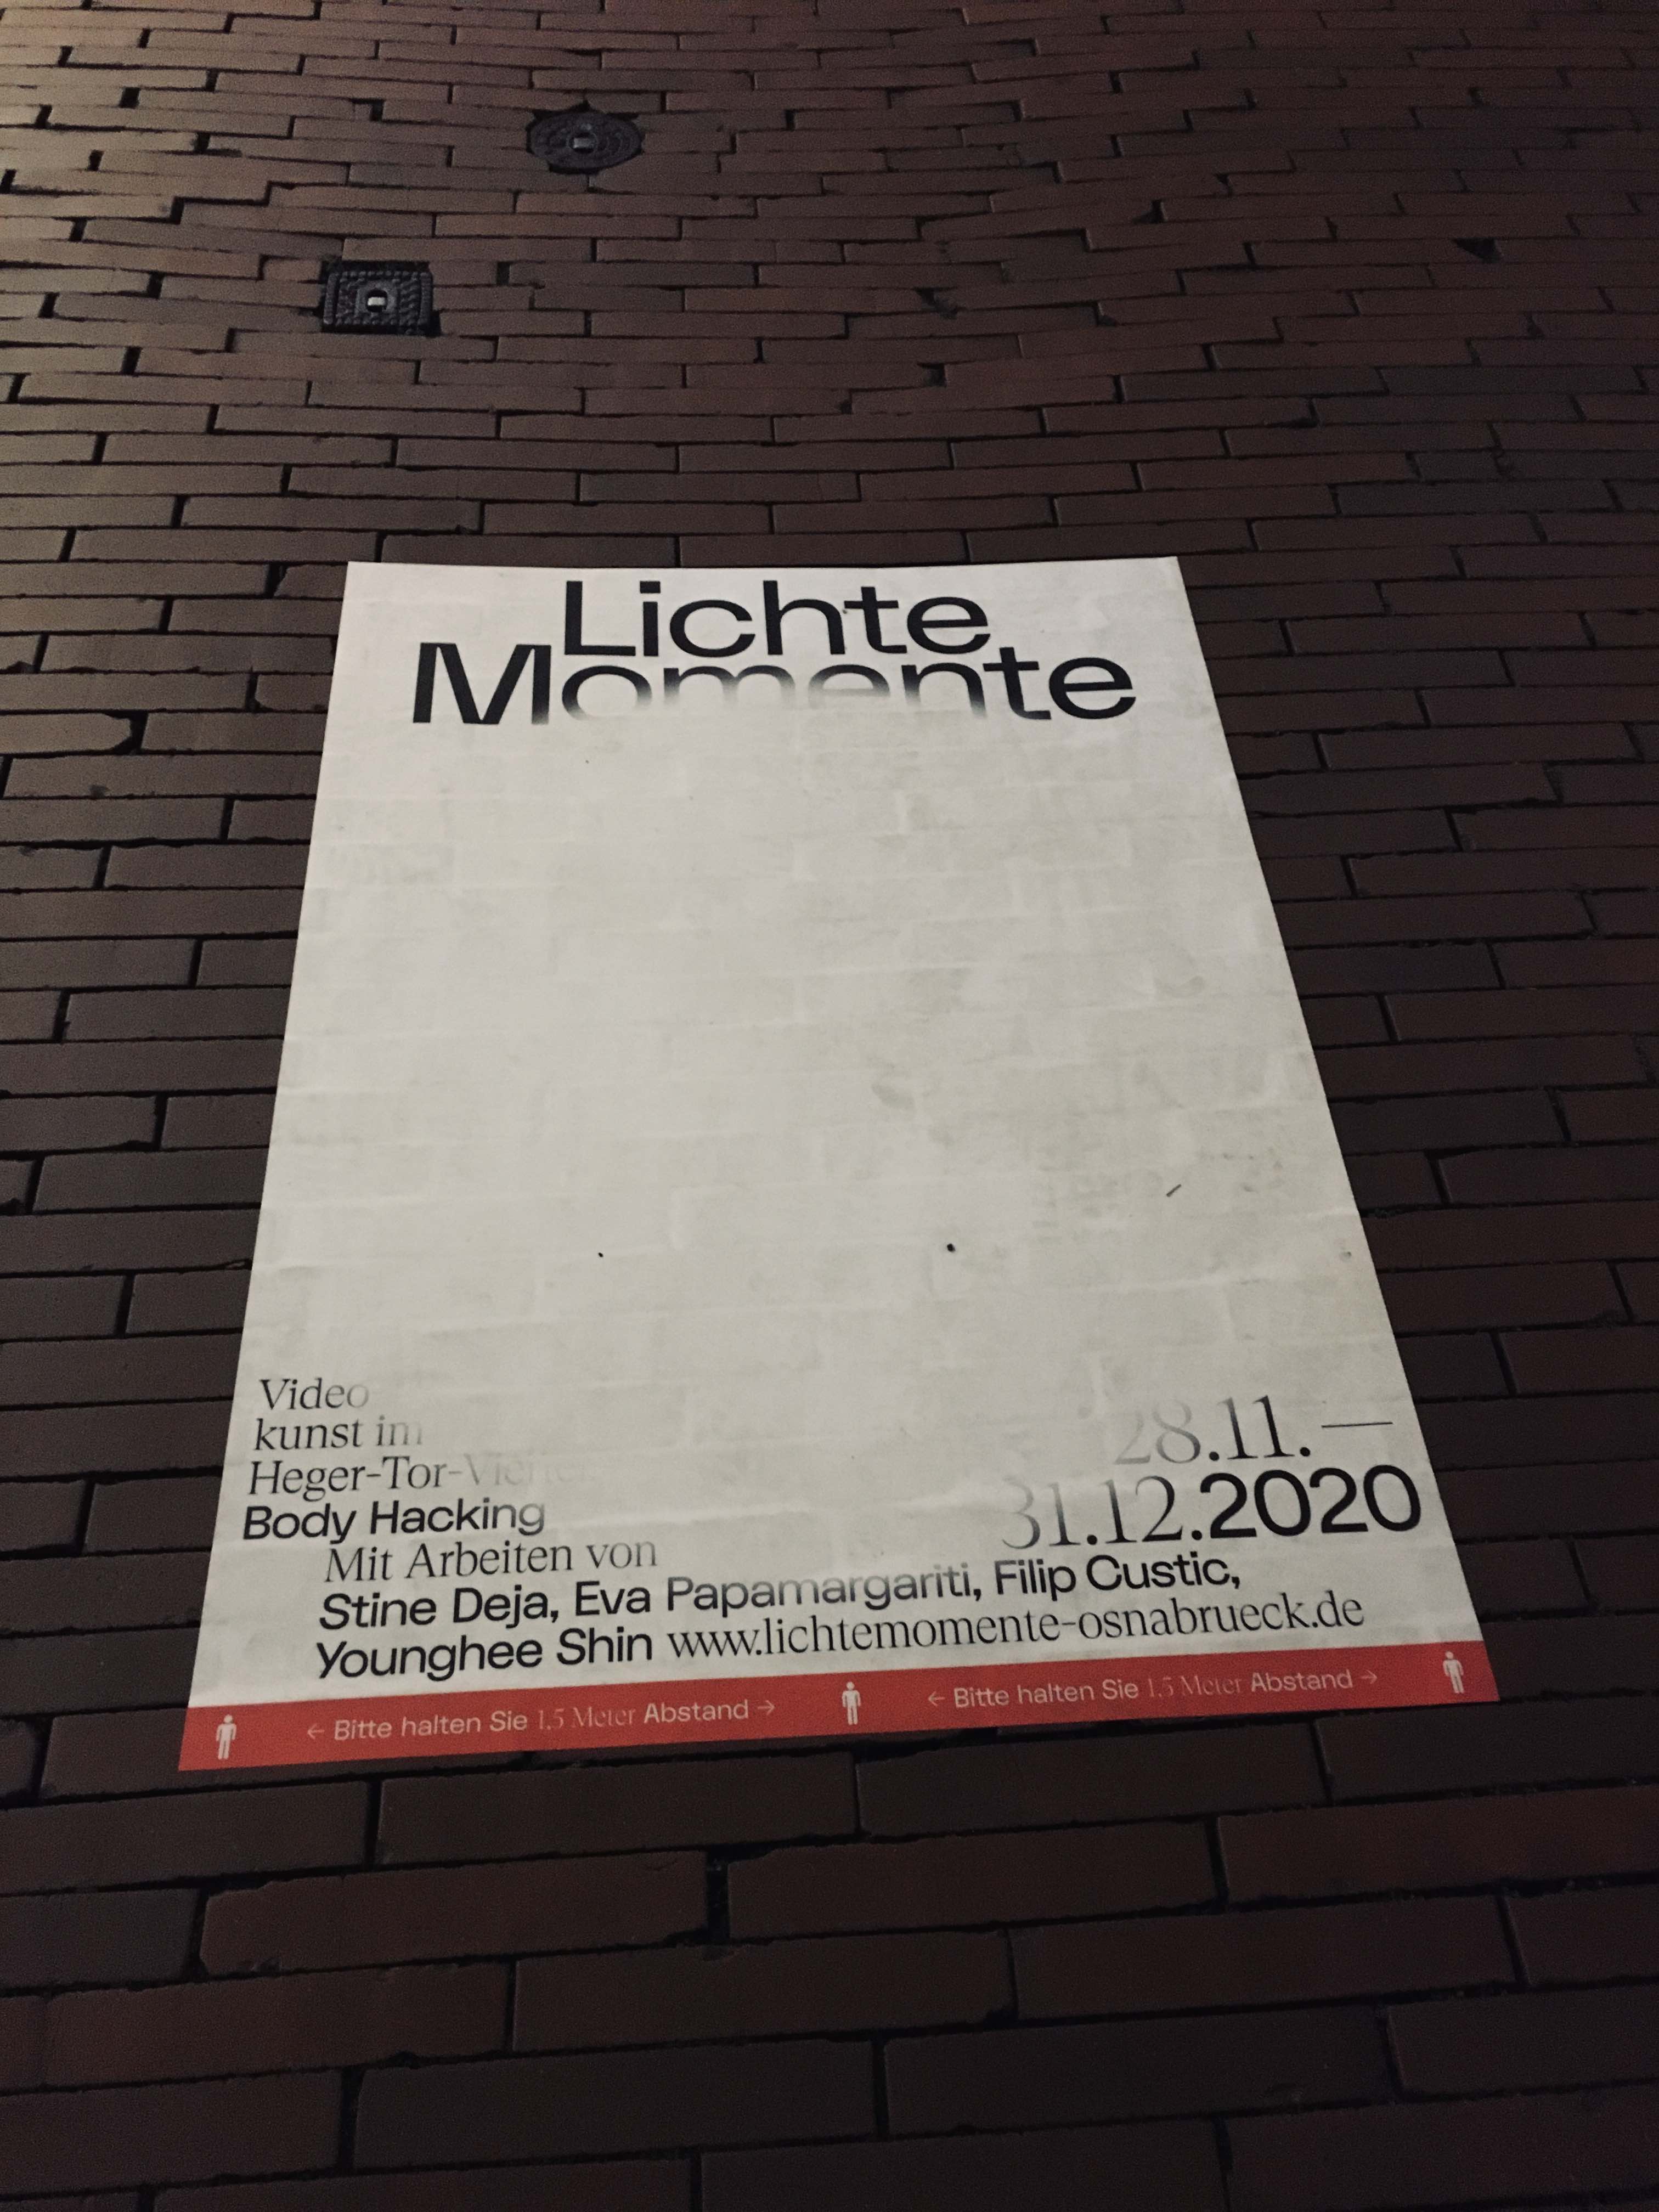 Lichte
Momente
Video
kunst im
Heger-Tor-Viertel
Body Hacking
Mit Arbeiten von
Stine Deja, Eva Papamargariti, Filip Custic,
Younghee Shin www.lichtemomente-osnabrueck.de
28.11.—
31.12.2020
← Bitte halten Sie 1.5 Meter Abstand →
← Bitte halten Sie 1.5 Meter Abstand →